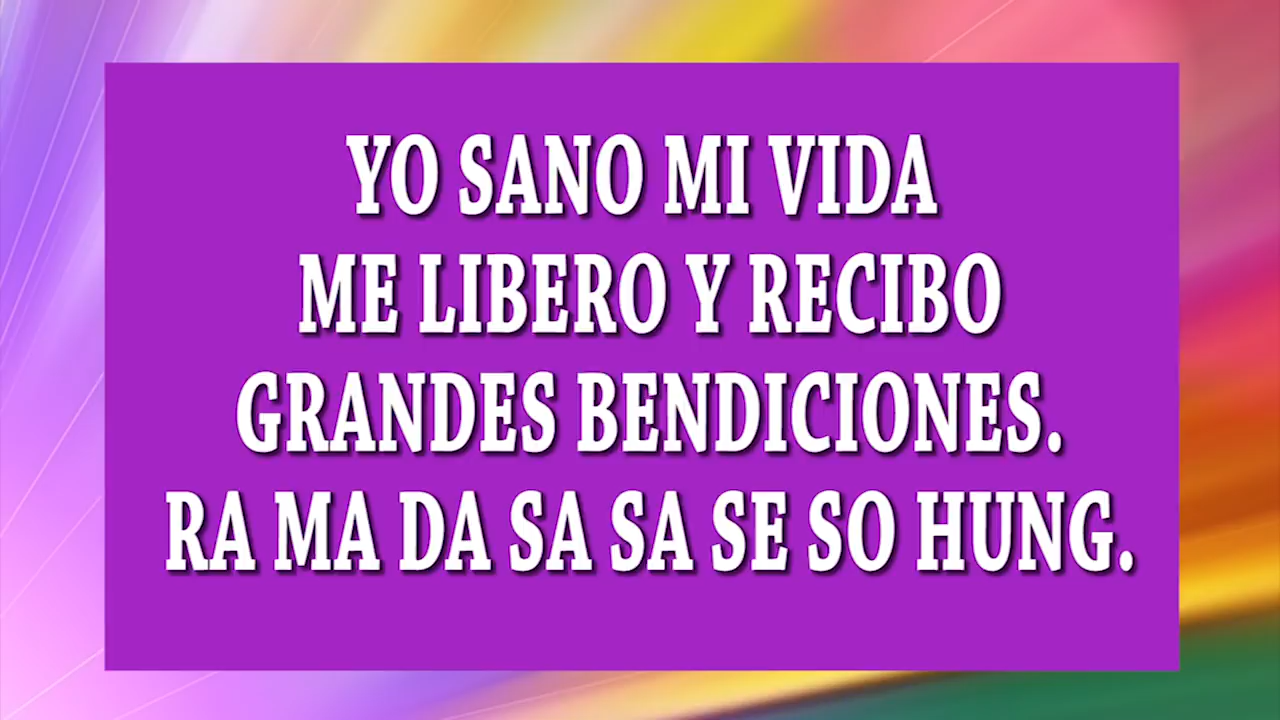 YO SANO MI VIDA
ME LIBERO Y RECIBO
GRANDES BENDICIONES.
RA MA DA SA SA SE SO HUNG.